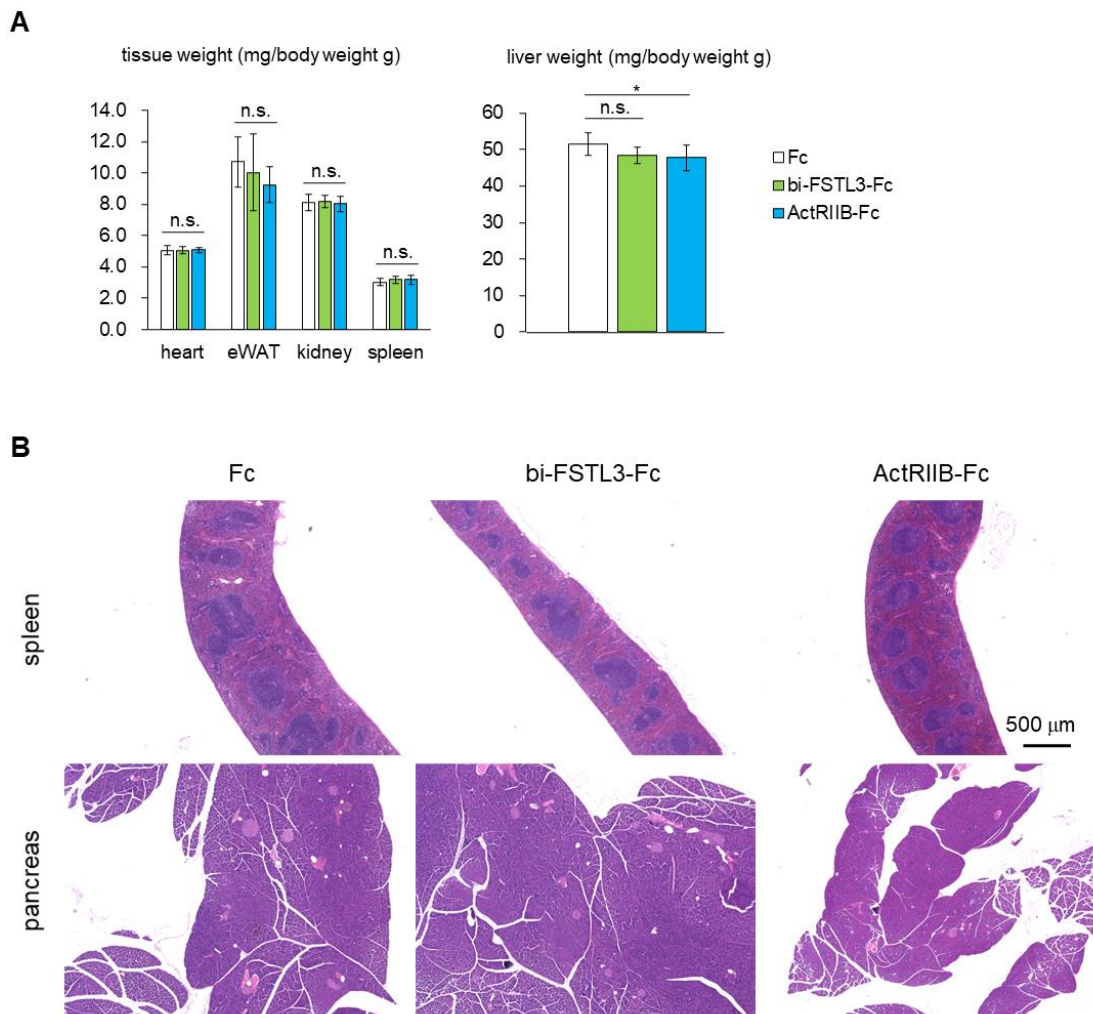 A
tissue weight (mg/body weight g)
14.0
12.0
10.0
8.0
6.0
4.0
2.0
0.0
n.s.
n.s.
n.s.
n.s.
heart eWAT kidney spleen
liver weight (mg/body weight g)
60
50
40
30
20
10
0
*
n.s.
Fc
bi-FSTL3-Fc
ActRIIB-Fc
B
Fc bi-FSTL3-Fc ActRIIB-Fc
spleen
500 μm
pancreas